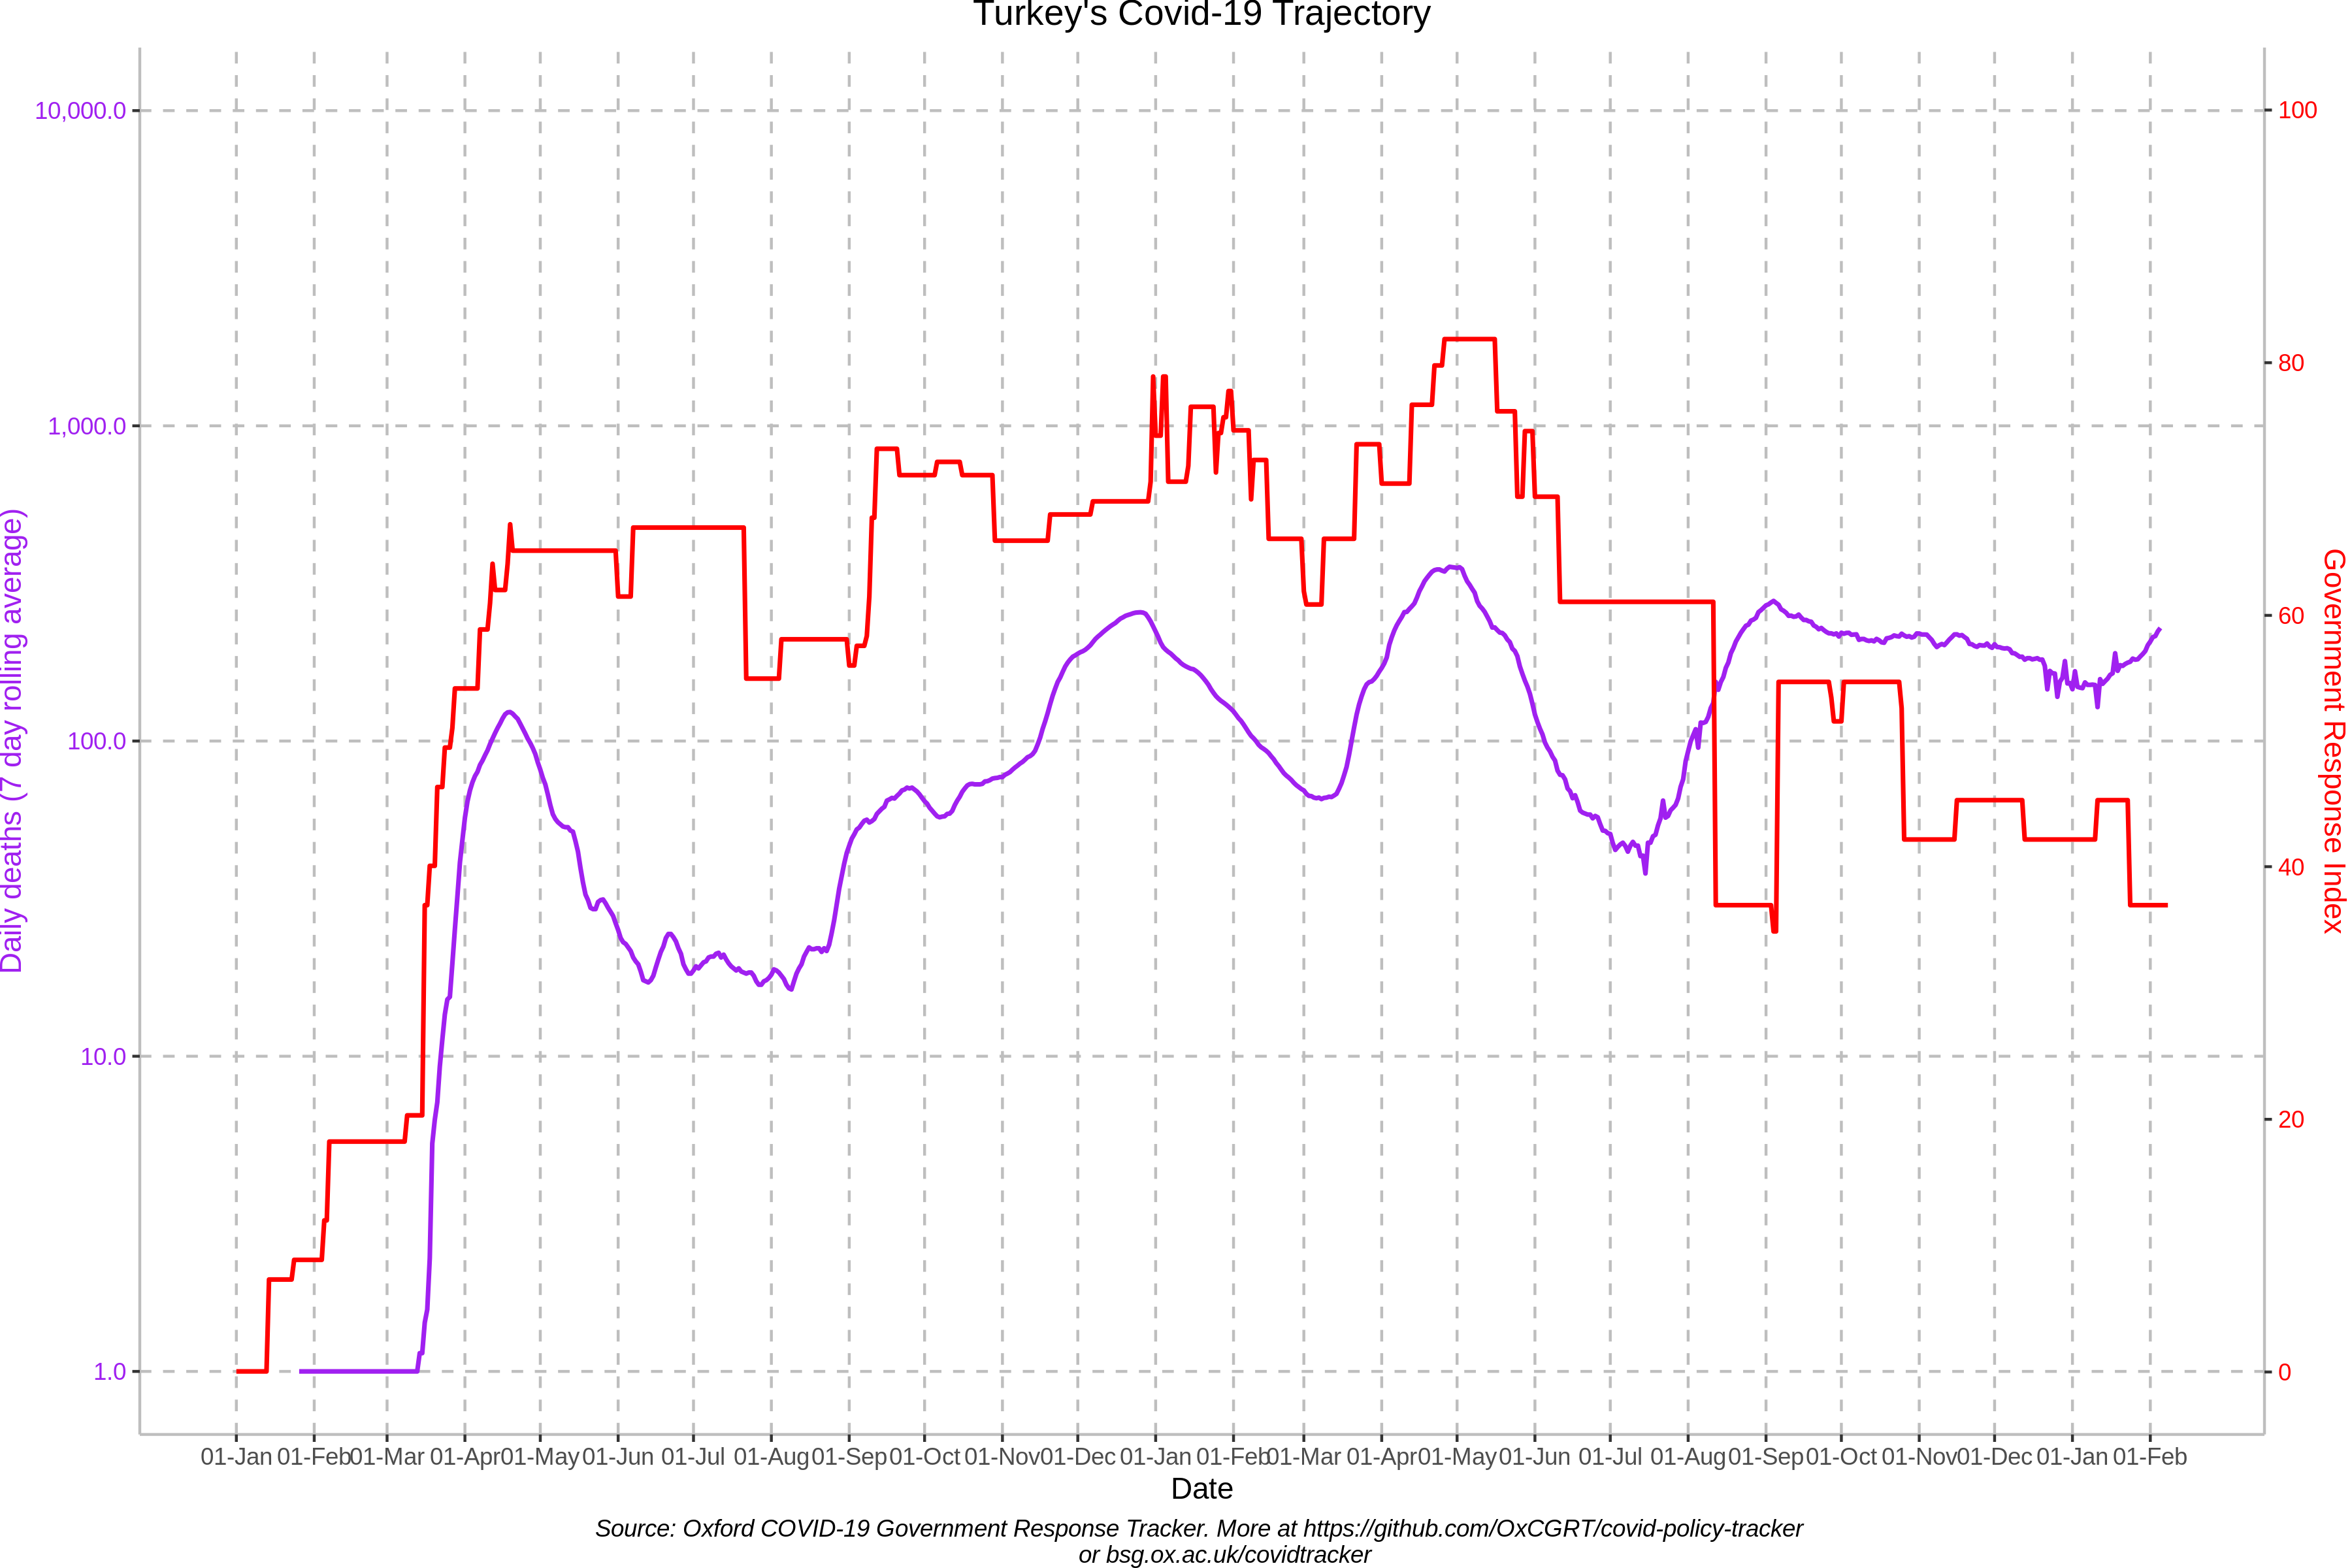 Turkey's Covid-19 Trajectory
10,000.0
1,000.0
100.0
10.0
1.0
Daily deaths (7 day rolling average)
100
80
60
40
20
0
Government Response Index
01-Jan 01-Feb 01-Mar 01-Apr 01-May 01-Jun 01-Jul 01-Aug 01-Sep 01-Oct 01-Nov 01-Dec 01-Jan 01-Feb 01-Mar 01-Apr 01-May 01-Jun 01-Jul 01-Aug 01-Sep 01-Oct 01-Nov 01-Dec 01-Jan 01-Feb
Date
Source: Oxford COVID-19 Government Response Tracker. More at https://github.com/OxCGRT/covid-policy-tracker
or bsg.ox.ac.uk/covidtracker